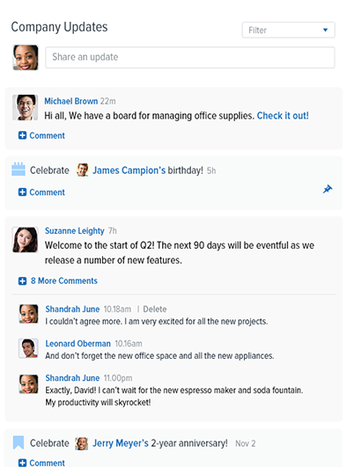 Company Updates
Filter
Share an update
Michael Brown 22m
Hi all, We have a board for managing office supplies. Check it out!
Comment
Celebrate James Campion's birthday! 5h
Comment
Suzanne Leighty 7h
Welcome to the start of Q2! The next 90 days will be eventful as we
release a number of new features.
8 More Comments
Shandrah June 10.18am | Delete
I couldn't agree more. I am very excited for all the new projects.
Leonard Oberman 10.16am
And don't forget the new office space and all the new appliances.
Shandrah June 11.00pm
Exactly, David! I can't wait for the new espresso maker and soda fountain.
My productivity will skyrocket!
Celebrate Jerry Meyer's 2-year anniversary! Nov 2
Comment